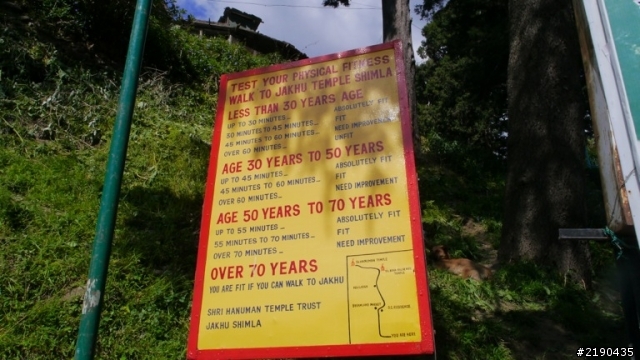 TEST YOUR PHYSICAL FITNESS
WALK TO JAKHU TEMPLE SHIMLA
LESS THAN 30 YEARS AGE
UP TO 30 MINUTES... ABSOLUTELY FIT
30 MINUTES TO 45 MINUTES... FIT
45 MINUTES TO 60 MINUTES... NEED IMPROVEMENT
OVER 60 MINUTES... UNFIT
AGE 30 YEARS TO 50 YEARS
UP TO 45 MINUTES... ABSOLUTELY FIT
45 MINUTES TO 60 MINUTES... FIT
OVER 60 MINUTES... NEED IMPROVEMENT
AGE 50 YEARS TO 70 YEARS
UP TO 55 MINUTES... ABSOLUTELY FIT
55 MINUTES TO 70 MINUTES... FIT
OVER 70 MINUTES... NEED IMPROVEMENT
OVER 70 YEARS
YOU ARE FIT IF YOU CAN WALK TO JAKHU
SHRI HANUMAN TEMPLE TRUST
JAKHU SHIMLA
#2190435